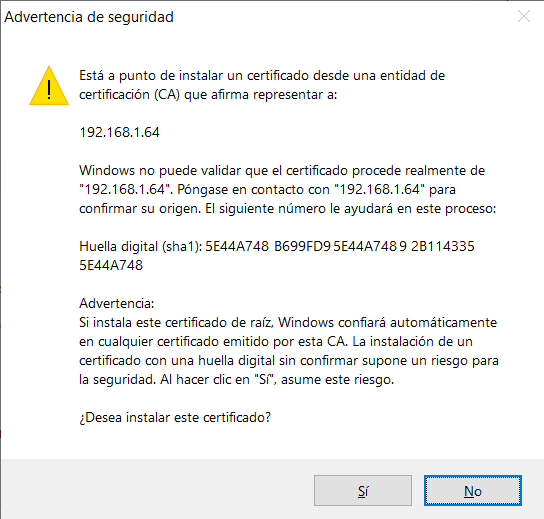 Advertencia de seguridad
Está a punto de instalar un certificado desde una entidad de
certificación (CA) que afirma representar a:
192.168.1.64
Windows no puede validar que el certificado procede realmente de
"192.168.1.64". Póngase en contacto con "192.168.1.64" para
confirmar su origen. El siguiente número le ayudará en este proceso:
Huella digital (sha1): 5E44A748 B699FD9 5E44A7489 2B114335
5E44A748
Advertencia:
Si instala este certificado de raíz, Windows confiará automáticamente
en cualquier certificado emitido por esta CA. La instalación de un
certificado con una huella digital sin confirmar supone un riesgo para
la seguridad. Al hacer clic en "Sí", asume este riesgo.
¿Desea instalar este certificado?
Sí
No